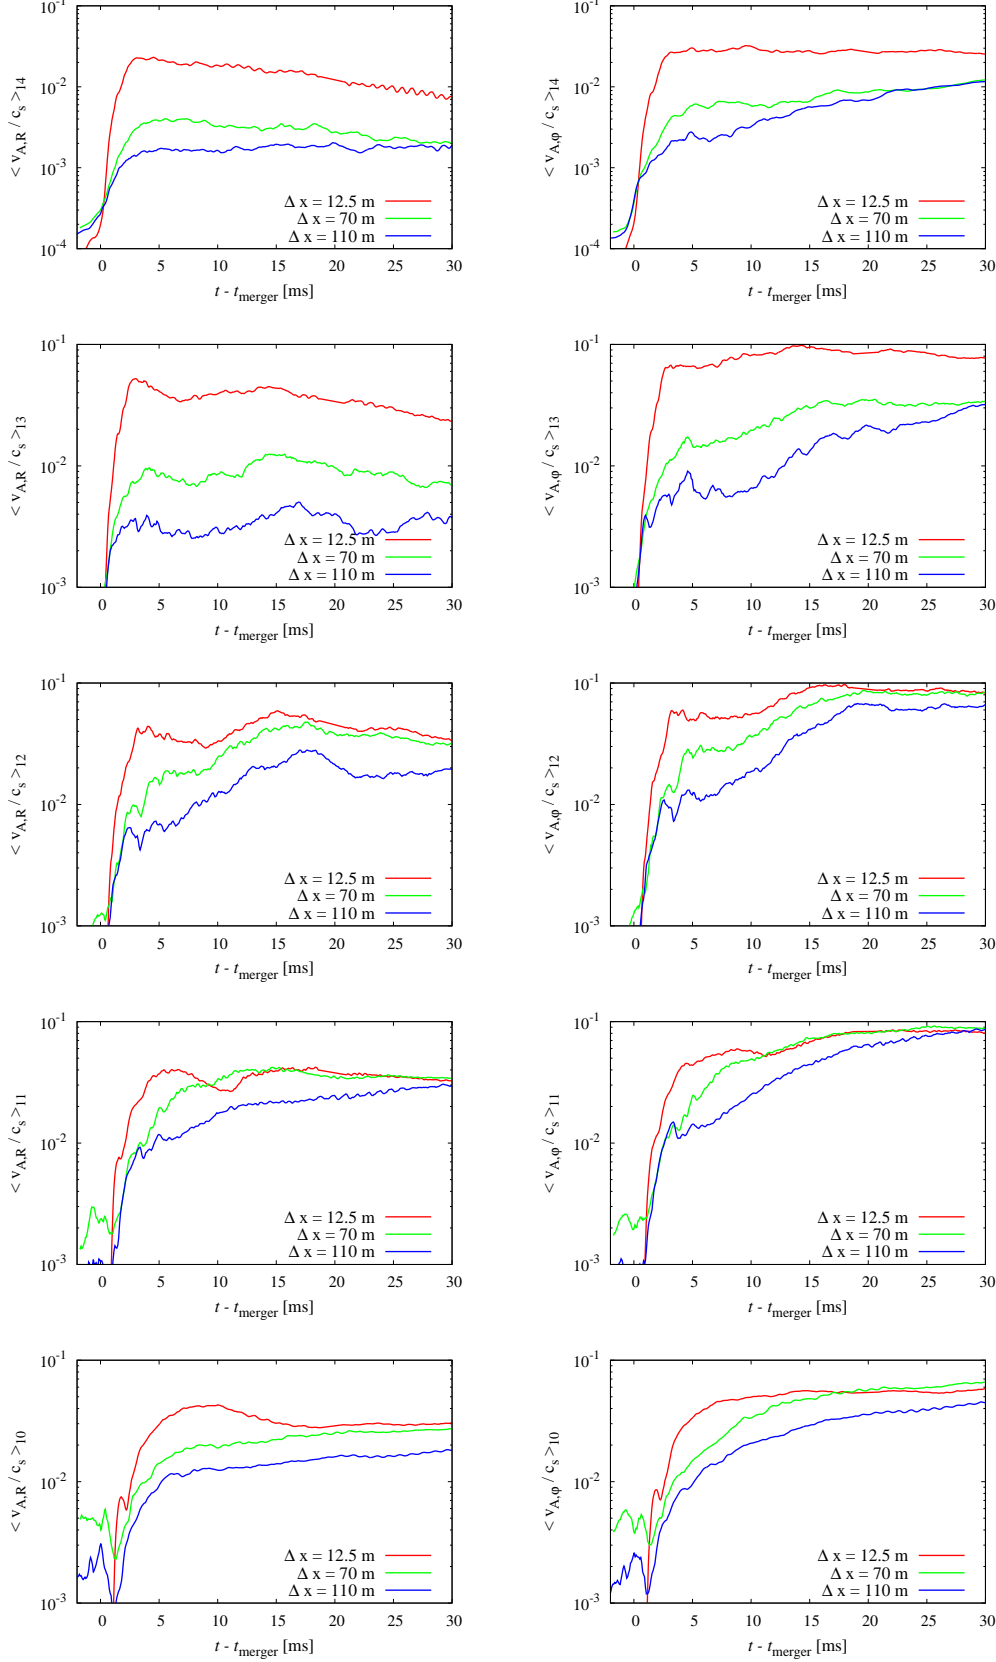 10^-1
10^-2
10^-3
10^-4
< v_A,R / c_s >_14
Δ x = 12.5 m
Δ x = 70 m
Δ x = 110 m
0 5 10 15 20 25 30
t - t_merger [ms]
10^-1
10^-2
10^-3
10^-4
< v_A,φ / c_s >_14
Δ x = 12.5 m
Δ x = 70 m
Δ x = 110 m
0 5 10 15 20 25 30
t - t_merger [ms]
10^-1
10^-2
10^-3
< v_A,R / c_s >_13
Δ x = 12.5 m
Δ x = 70 m
Δ x = 110 m
0 5 10 15 20 25 30
t - t_merger [ms]
10^-1
10^-2
10^-3
< v_A,φ / c_s >_13
Δ x = 12.5 m
Δ x = 70 m
Δ x = 110 m
0 5 10 15 20 25 30
t - t_merger [ms]
10^-1
10^-2
10^-3
< v_A,R / c_s >_12
Δ x = 12.5 m
Δ x = 70 m
Δ x = 110 m
0 5 10 15 20 25 30
t - t_merger [ms]
10^-1
10^-2
10^-3
< v_A,φ / c_s >_12
Δ x = 12.5 m
Δ x = 70 m
Δ x = 110 m
0 5 10 15 20 25 30
t - t_merger [ms]
10^-1
10^-2
10^-3
< v_A,R / c_s >_11
Δ x = 12.5 m
Δ x = 70 m
Δ x = 110 m
0 5 10 15 20 25 30
t - t_merger [ms]
10^-1
10^-2
10^-3
< v_A,φ / c_s >_11
Δ x = 12.5 m
Δ x = 70 m
Δ x = 110 m
0 5 10 15 20 25 30
t - t_merger [ms]
10^-1
10^-2
10^-3
< v_A,R / c_s >_10
Δ x = 12.5 m
Δ x = 70 m
Δ x = 110 m
0 5 10 15 20 25 30
t - t_merger [ms]
10^-1
10^-2
10^-3
< v_A,φ / c_s >_10
Δ x = 12.5 m
Δ x = 70 m
Δ x = 110 m
0 5 10 15 20 25 30
t - t_merger [ms]